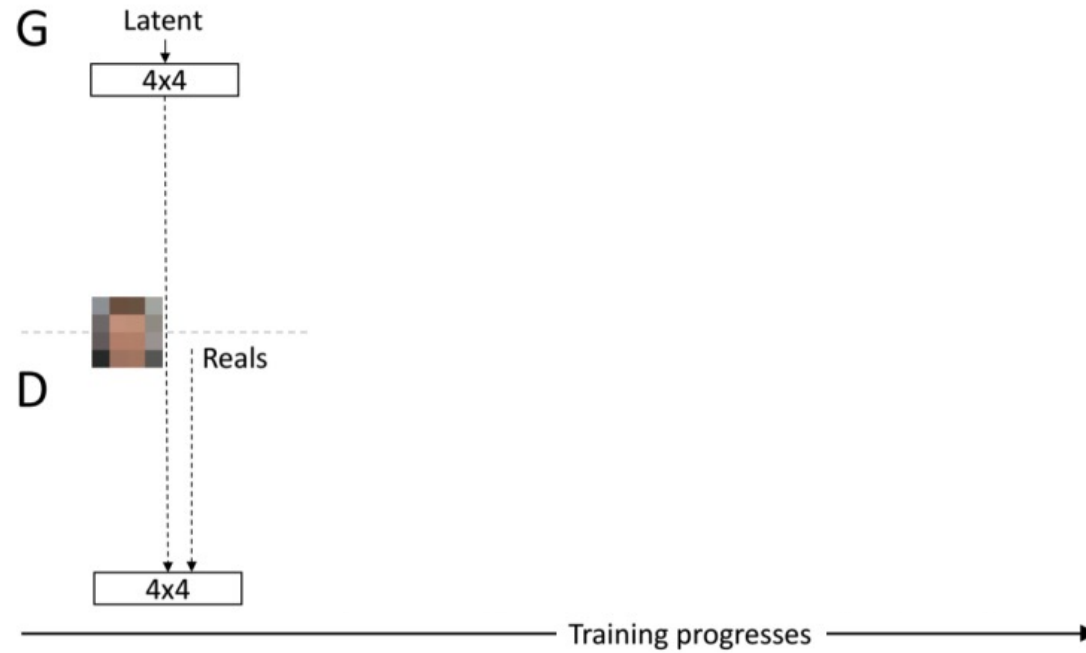 G
Latent
4x4
Reals
D
4x4
Training progresses